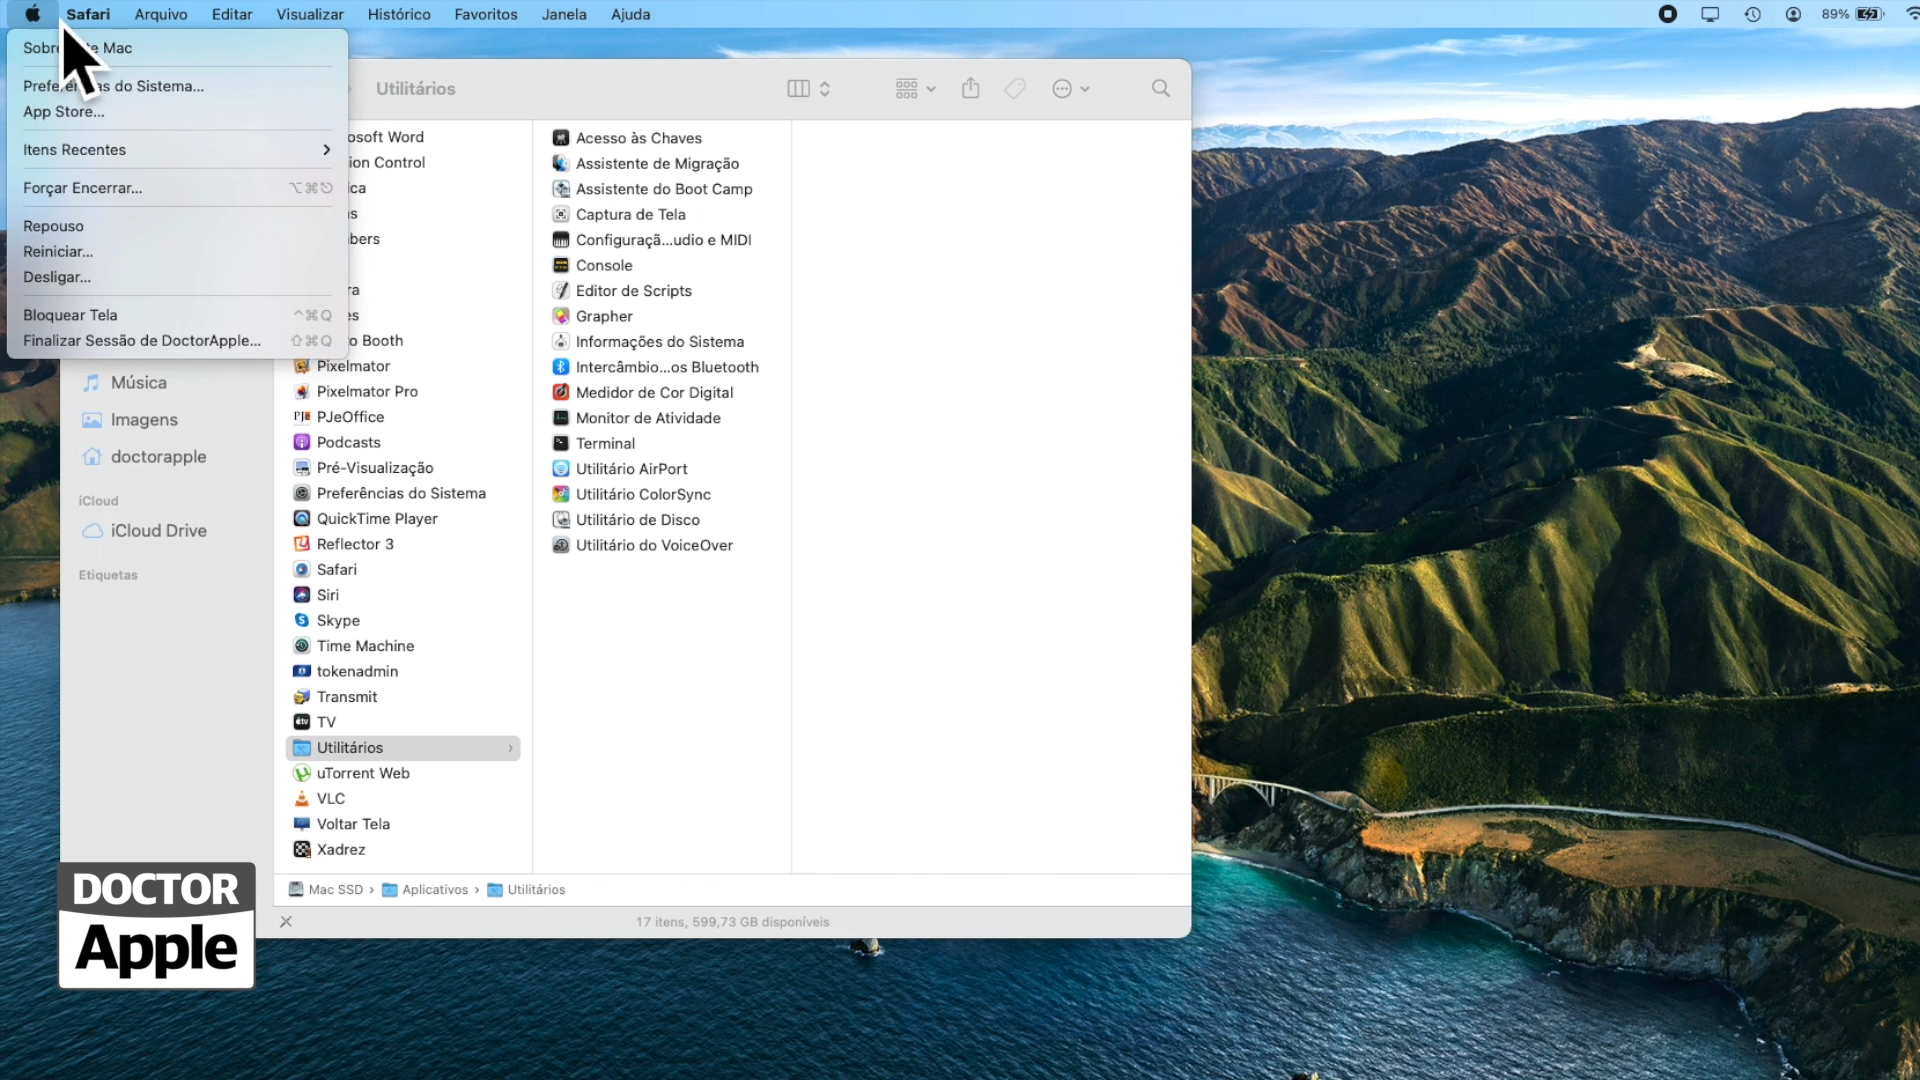 Safari Arquivo Editar Visualizar Histórico Favoritos Janela Ajuda
89%
Mac
do Sistema...
App Store...
Itens Recentes
Forçar Encerrar... ⌥⌘⎋
Repouso
Reiniciar...
Desligar...
Bloquear Tela ^⌘Q
Finalizar Sessão de DoctorApple... ⇧⌘Q
Utilitários
Música
Imagens
doctorapple
iCloud
iCloud Drive
Etiquetas
Word
Control
Booth
Pixelmator
Pixelmator Pro
PJeOffice
Podcasts
Pré-Visualização
Preferências do Sistema
QuickTime Player
Reflector 3
Safari
Siri
Skype
Time Machine
tokenadmin
Transmit
TV
Utilitários
uTorrent Web
VLC
Voltar Tela
Xadrez
Acesso às Chaves
Assistente de Migração
Assistente do Boot Camp
Captura de Tela
Configuraçã...udio e MIDI
Console
Editor de Scripts
Grapher
Informações do Sistema
Intercâmbio...os Bluetooth
Medidor de Cor Digital
Monitor de Atividade
Terminal
Utilitário AirPort
Utilitário ColorSync
Utilitário de Disco
Utilitário do VoiceOver
Mac SSD › Aplicativos › Utilitários
17 itens, 599,73 GB disponíveis
DOCTOR
Apple